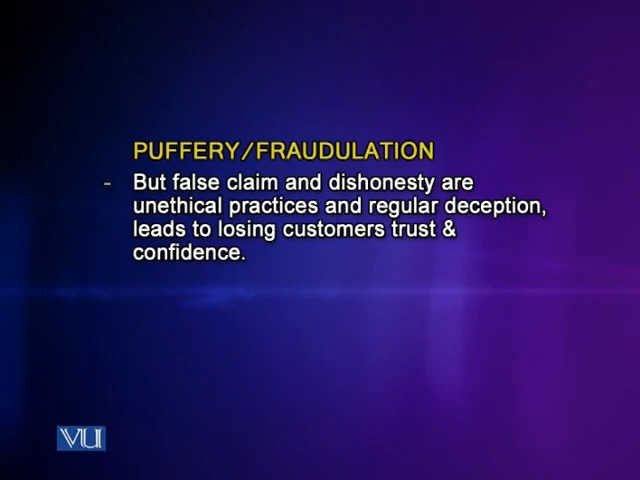 PUFFERY/FRAUDULATION
- But false claim and dishonesty are
unethical practices and regular deception,
leads to losing customers trust &
confidence.
VU